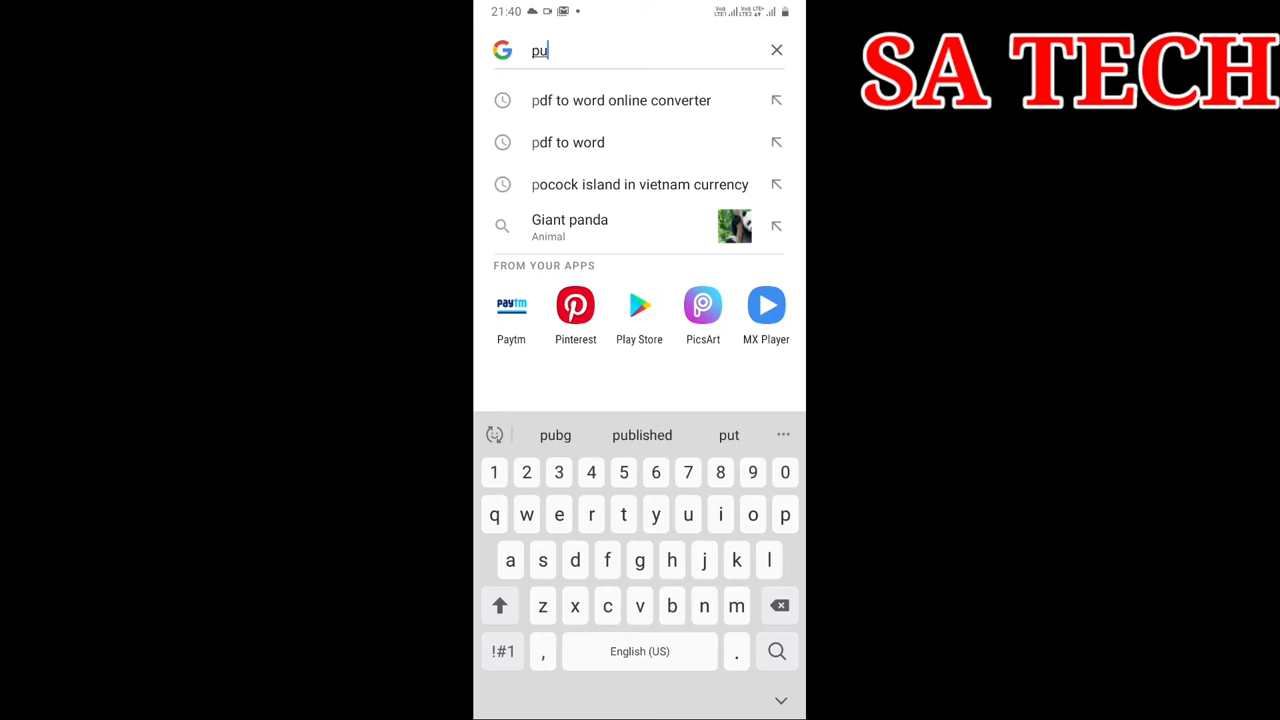 21:40
SA TECH
pu
pdf to word online converter
pdf to word
pocock island in vietnam currency
Giant panda
Animal
FROM YOUR APPS
paytm
Paytm Pinterest Play Store PicsArt MX Player
pubg published put
1 2 3 4 5 6 7 8 9 0
q w e r t y u i o p
a s d f g h j k l
z x c v b n m
!#1 , English (US) .